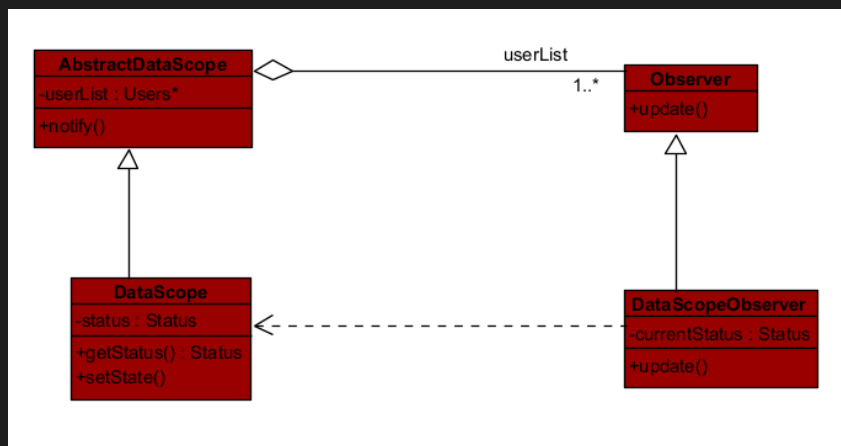 AbstractDataScope
-userList : Users*
+notify()
userList
1..*
Observer
+update()
DataScope
-status : Status
+getStatus() : Status
+setState()
DataScopeObserver
-currentStatus : Status
+update()